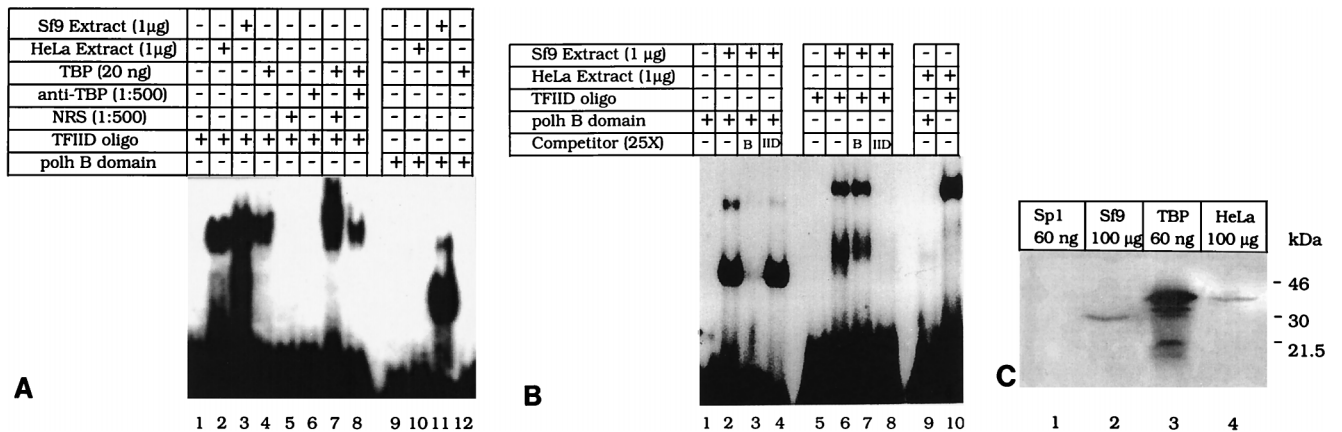 Sf9 Extract (1µg) - - + - - - - - - - + -
HeLa Extract (1µg) - + - - - - - - - + - -
TBP (20 ng) - - - + - - + + - - - +
anti-TBP (1:500) - - - - - + - + - - - -
NRS (1:500) - - - - + - + - - - - -
TFIID oligo + + + + + + + + - - - -
polh B domain - - - - - - - - + + + +
A
1 2 3 4 5 6 7 8 9 10 11 12
Sf9 Extract (1 µg) - + + + - + + + - -
HeLa Extract (1µg) - - - - - - - - + +
TFIID oligo - - - - + + + + - +
polh B domain + + + + - - - - + -
Competitor (25X) - - B IID - - B IID - -
B
1 2 3 4 5 6 7 8 9 10
Sp1 Sf9 TBP HeLa
60 ng 100 µg 60 ng 100 µg
kDa
- 46
- 30
- 21.5
C
1 2 3 4